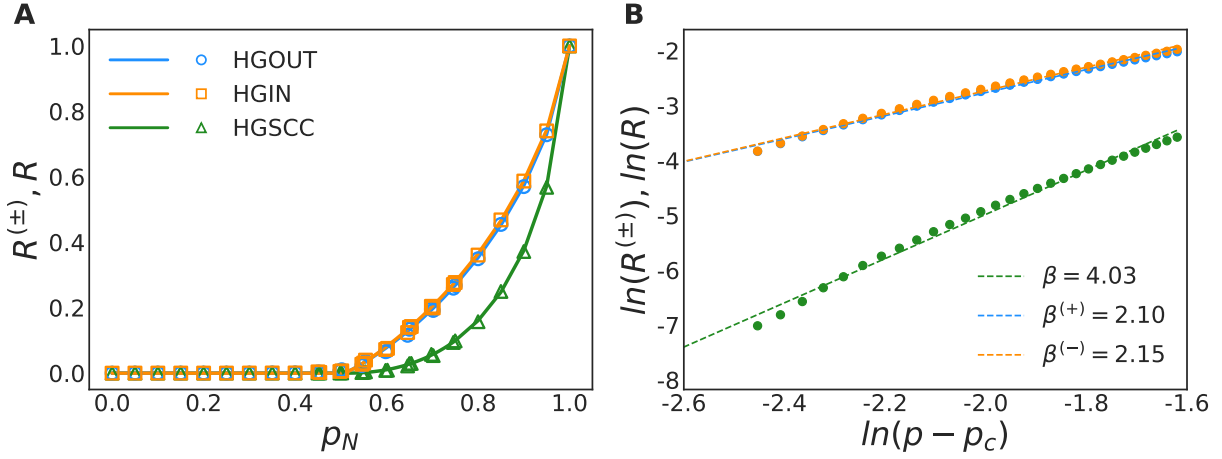 A
R^(±), R
1.0
0.8
0.6
0.4
0.2
0.0
HGOUT
HGIN
HGSCC
0.0 0.2 0.4 0.6 0.8 1.0
p_N
B
ln(R^(±)), ln(R)
-2
-3
-4
-5
-6
-7
-8
β = 4.03
β^(+) = 2.10
β^(−) = 2.15
-2.6 -2.4 -2.2 -2.0 -1.8 -1.6
ln(p − p_c)